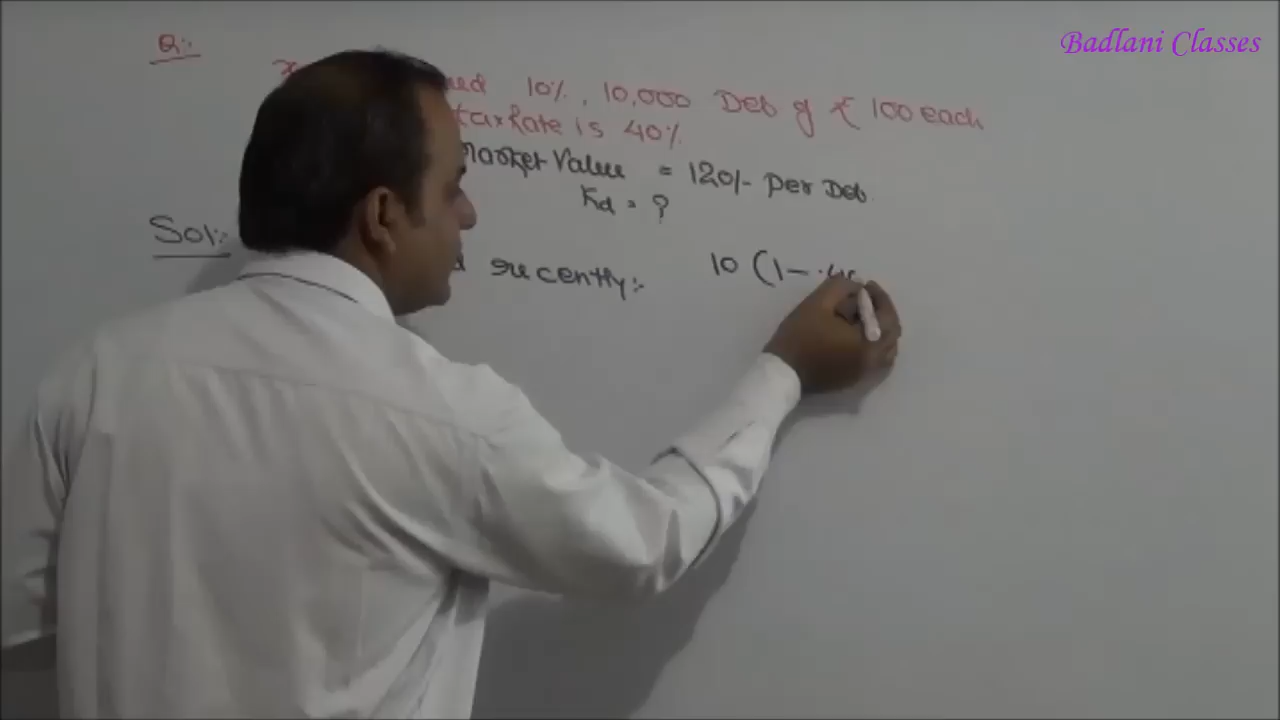 Badlani Classes
Q:-
10%, 10,000 Deb of ₹ 100 each
tax Rate is 40%
Market Value = 120/- Per Deb.
Kd = ?
Sol:-
recently:- 10 (1-.40